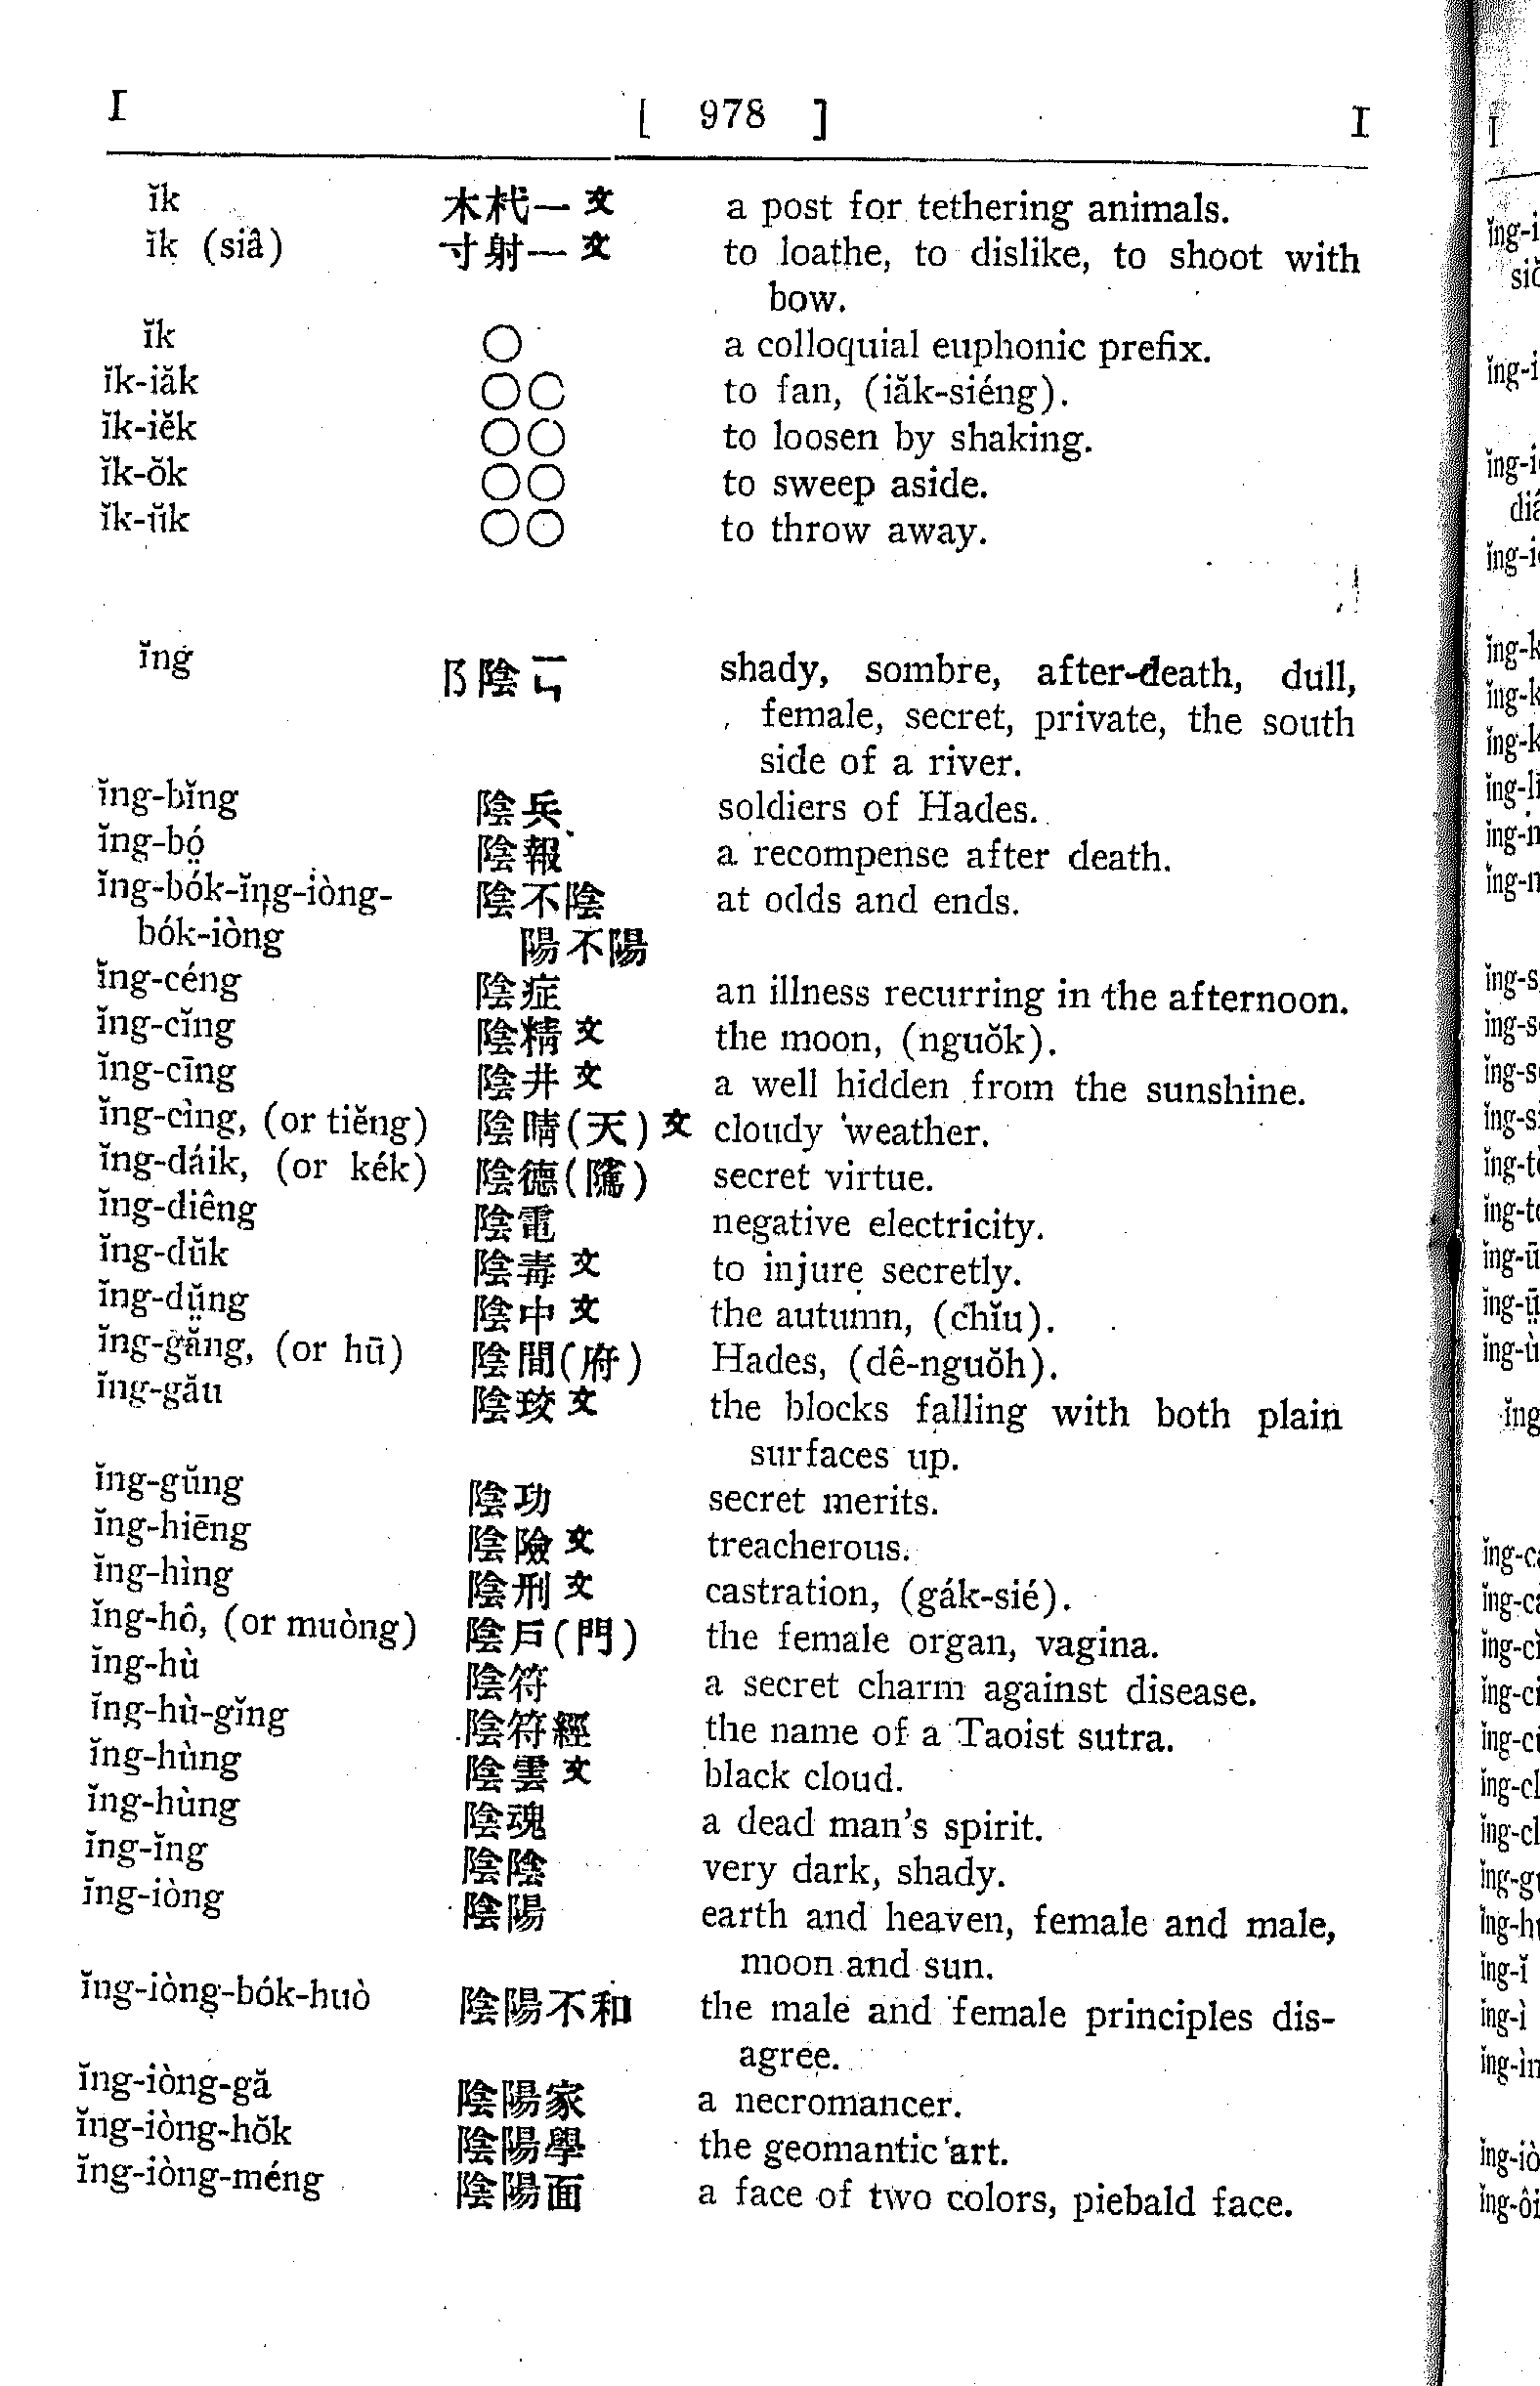 I [ 978 ] I
ĭk 木杙一文 a post for tethering animals.
ĭk (siâ) 寸射一文 to loathe, to dislike, to shoot with
bow.
ĭk ○ a colloquial euphonic prefix.
ĭk-iăk ○○ to fan, (iăk-siéng).
ĭk-iĕk ○○ to loosen by shaking.
ĭk-ŏk ○○ to sweep aside.
ĭk-ŭk ○○ to throw away.
ĭng 阝陰 shady, sombre, after-death, dull,
female, secret, private, the south
side of a river.
ĭng-bĭng 陰兵 soldiers of Hades.
ĭng-bó̤ 陰報 a recompense after death.
ĭng-bók-ĭng-iòng- 陰不陰 at odds and ends.
bók-iòng 陽不陽
ĭng-céng 陰症 an illness recurring in the afternoon.
ĭng-cĭng 陰精文 the moon, (nguŏk).
ĭng-cīng 陰井文 a well hidden from the sunshine.
ĭng-cìng, (or tiĕng) 陰晴(天)文 cloudy weather.
ĭng-dáik, (or kék) 陰德(隲) secret virtue.
ĭng-diêng 陰電 negative electricity.
ĭng-dŭk 陰毒文 to injure secretly.
ĭng-dṳ̆ng 陰中文 the autumn, (chĭu).
ĭng-găng, (or hū) 陰間(府) Hades, (dê-nguŏh).
ĭng-gău 陰珓文 the blocks falling with both plain
surfaces up.
ĭng-gŭng 陰功 secret merits.
ĭng-hiēng 陰險文 treacherous.
ĭng-hìng 陰刑文 castration, (gák-sié).
ĭng-hô, (or muòng) 陰戶(門) the female organ, vagina.
ĭng-hù 陰符 a secret charm against disease.
ĭng-hù-gĭng 陰符經 the name of a Taoist sutra.
ĭng-hùng 陰雲文 black cloud.
ĭng-hùng 陰魂 a dead man's spirit.
ĭng-ĭng 陰陰 very dark, shady.
ĭng-iòng 陰陽 earth and heaven, female and male,
moon and sun.
ĭng-iòng-bók-huò 陰陽不和 the male and female principles dis-
agree.
ĭng-iòng-gă 陰陽家 a necromancer.
ĭng-iòng-hŏk 陰陽學 the geomantic art.
ĭng-iòng-méng 陰陽面 a face of two colors, piebald face.